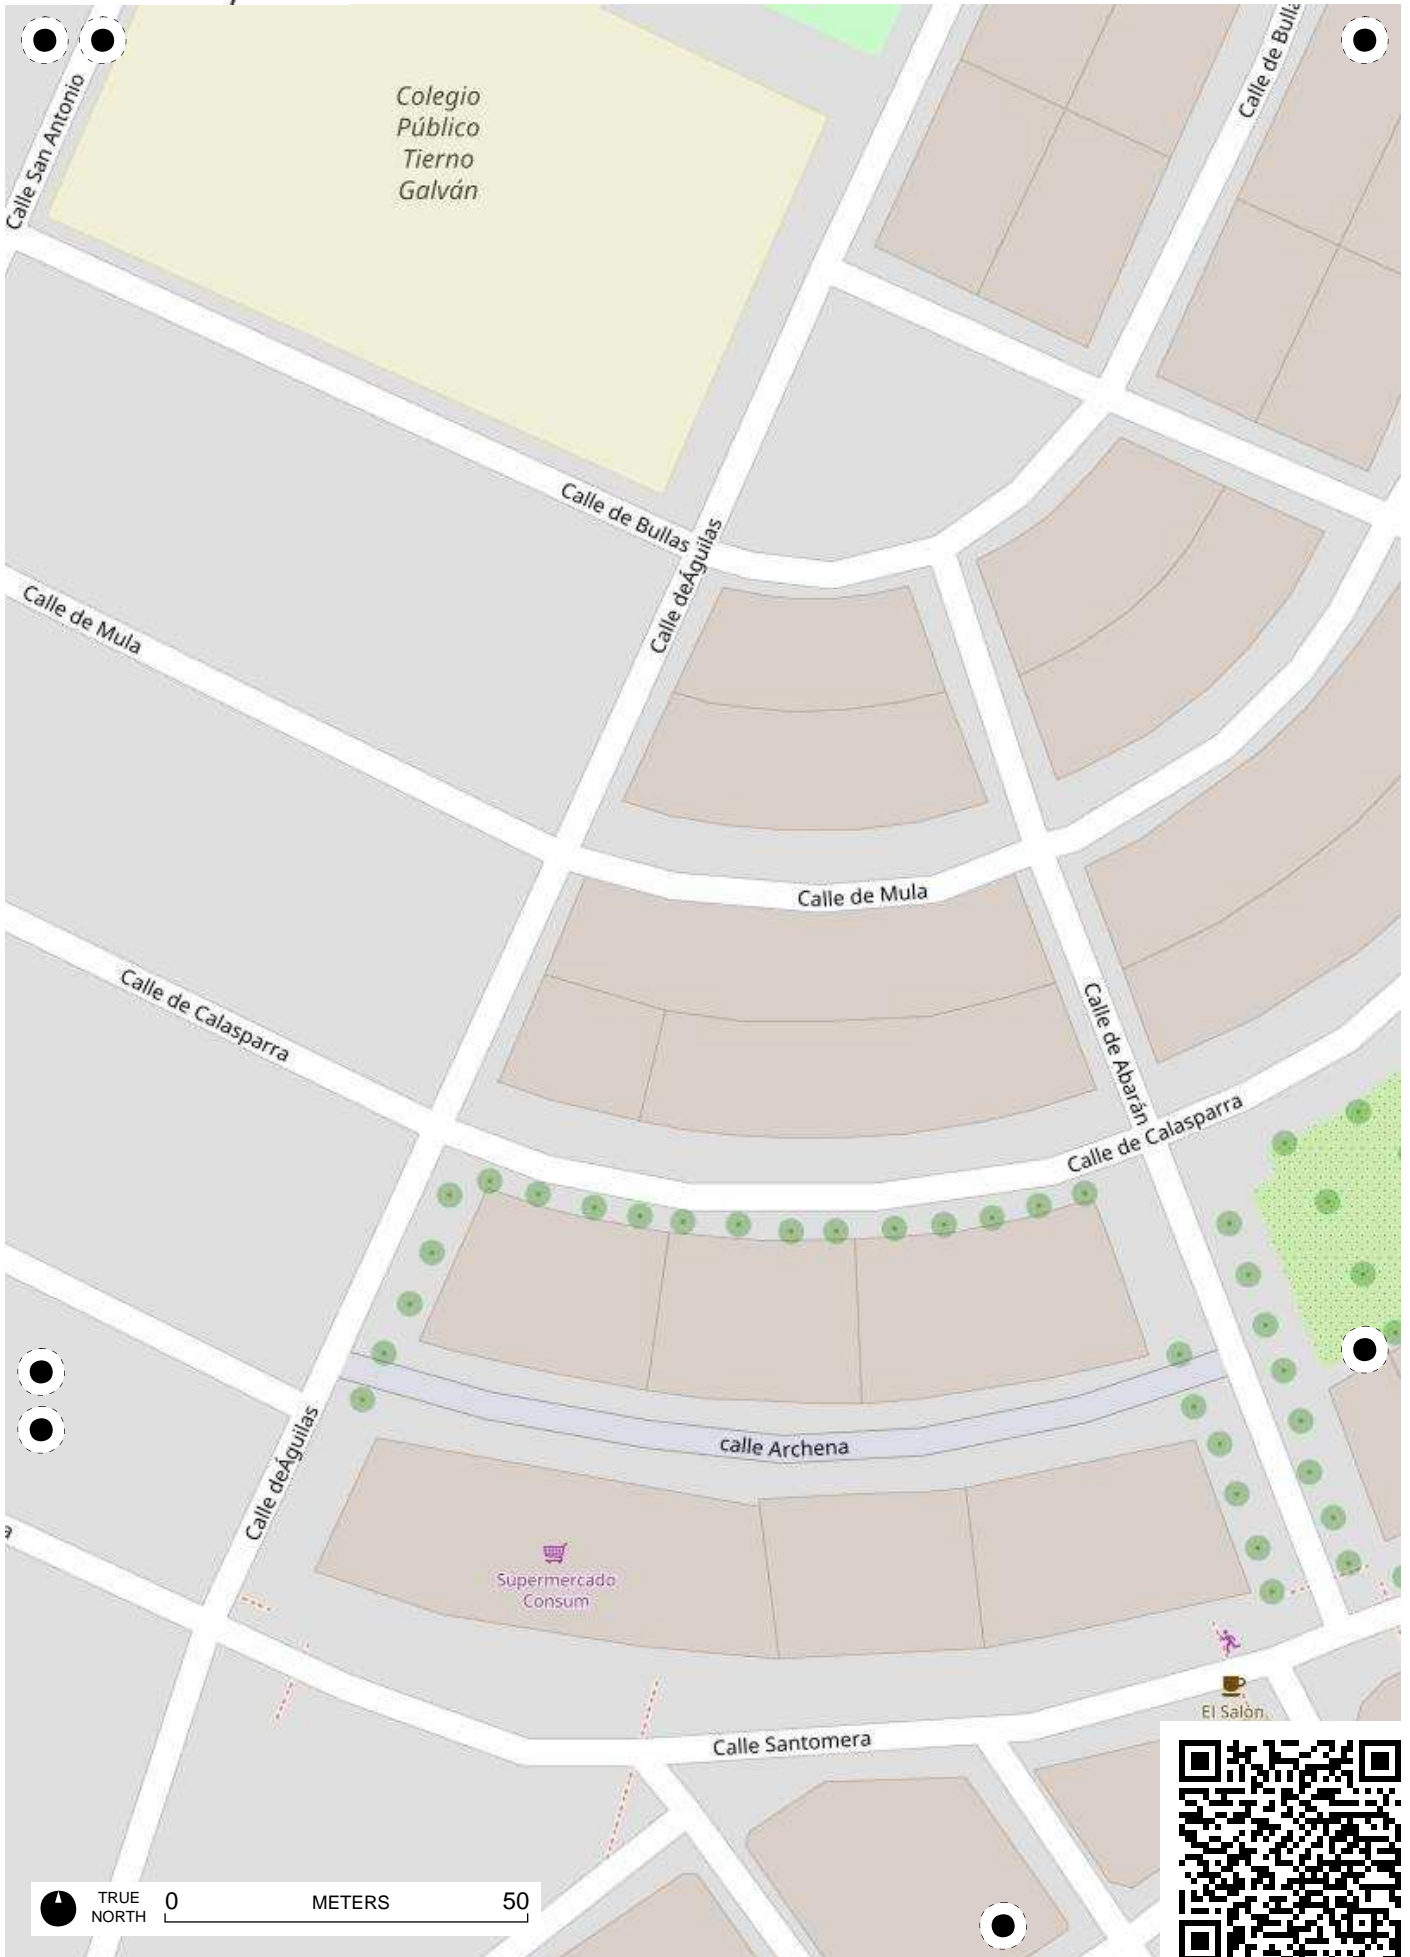 Calle San Antonio
Colegio
Público
Tierno
Galván
Calle de Bulla
Calle de Bullas
Calle deÁguilas
Calle de Mula
Calle de Mula
Calle de Calasparra
Calle de Abarán
Calle de Calasparra
calle Archena
Calle deÁguilas
Supermercado
Consum
El Salòn
Calle Santomera
TRUE
NORTH
0 METERS 50